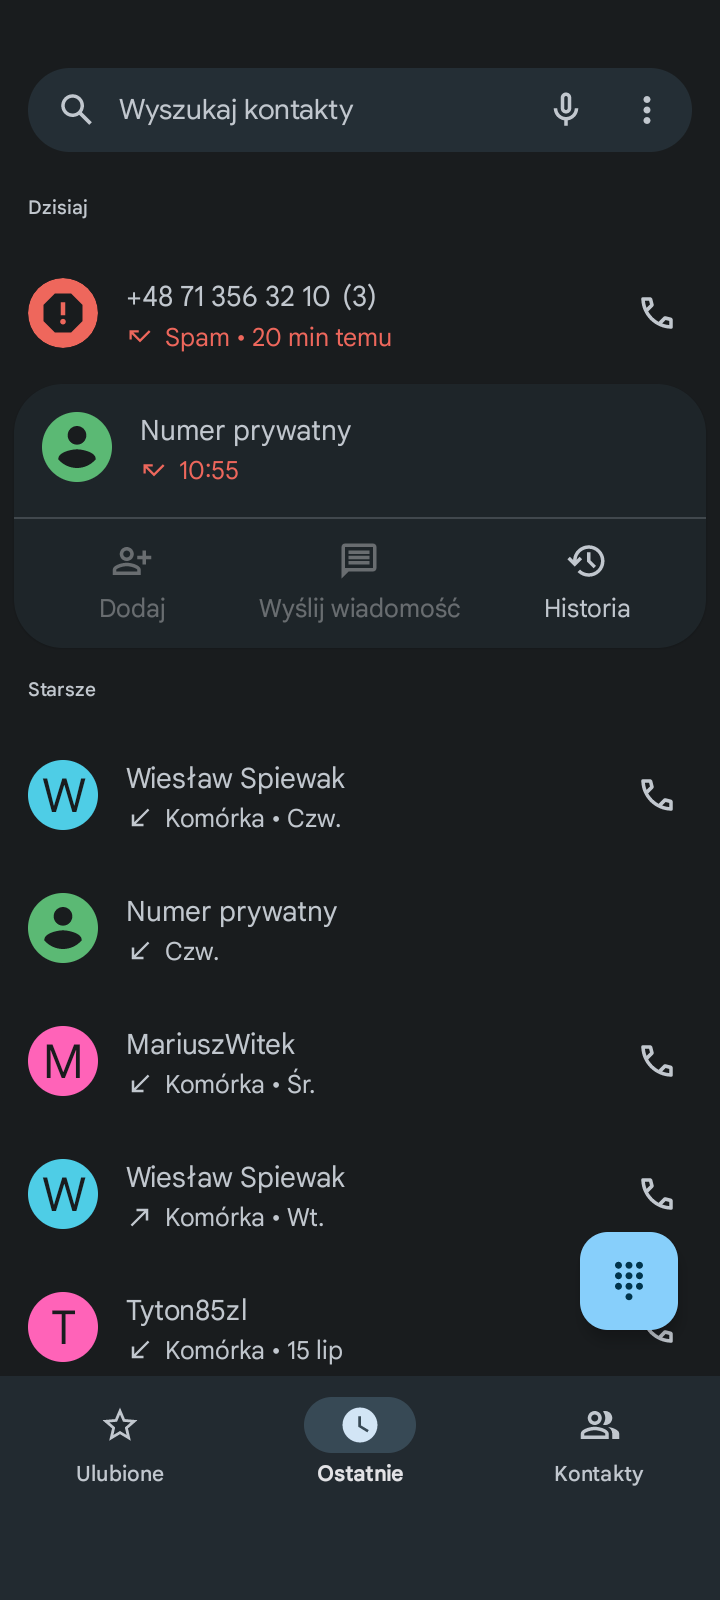 Wyszukaj kontakty
Dzisiaj
+48 71 356 32 10 (3)
Spam • 20 min temu
Numer prywatny
10:55
Dodaj
Wyślij wiadomość
Historia
Starsze
W
Wiesław Spiewak
Komórka • Czw.
Numer prywatny
Czw.
M
MariuszWitek
Komórka • Śr.
W
Wiesław Spiewak
Komórka • Wt.
T
Tyton85zl
Komórka • 15 lip
Ulubione
Ostatnie
Kontakty